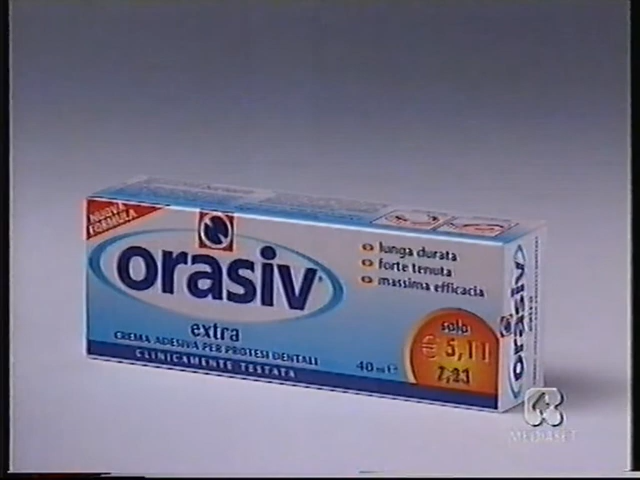 NUOVA
FORMULA
orasiv
extra
CREMA ADESIVA PER PROTESI DENTALI
CLINICAMENTE TESTATA
lunga durata
forte tenuta
massima efficacia
40 ml e
solo
€ 5,11
7,23
orasiv
MEDIASET